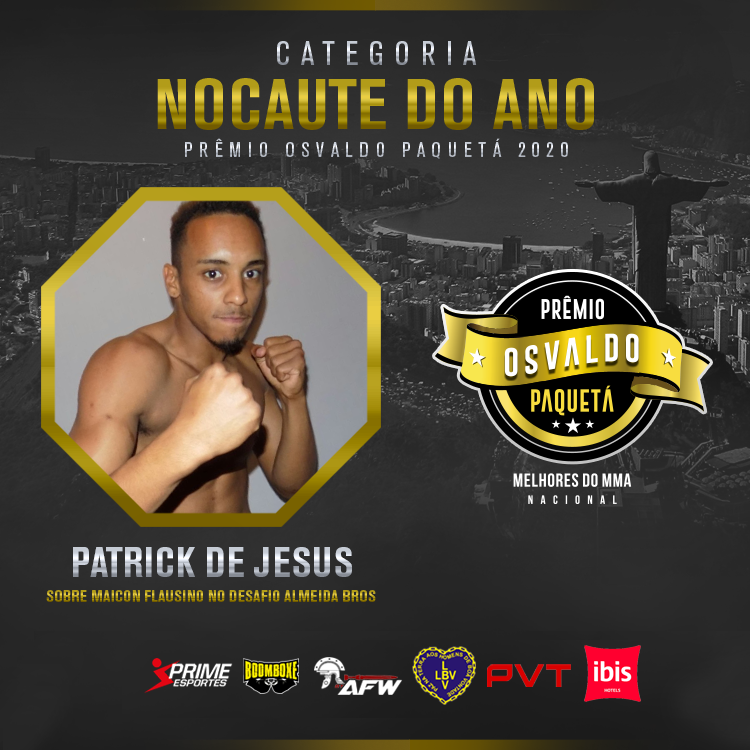 CATEGORIA
NOCAUTE DO ANO
PRÊMIO OSVALDO PAQUETÁ 2020
PRÊMIO
OSVALDO
PAQUETÁ
MELHORES DO MMA
NACIONAL
PATRICK DE JESUS
SOBRE MAICON FLAUSINO NO DESAFIO ALMEIDA BROS
PRIME
ESPORTES
BOOMBOXE
AFW
L
LBV
V
PVT
ibis
HOTELS